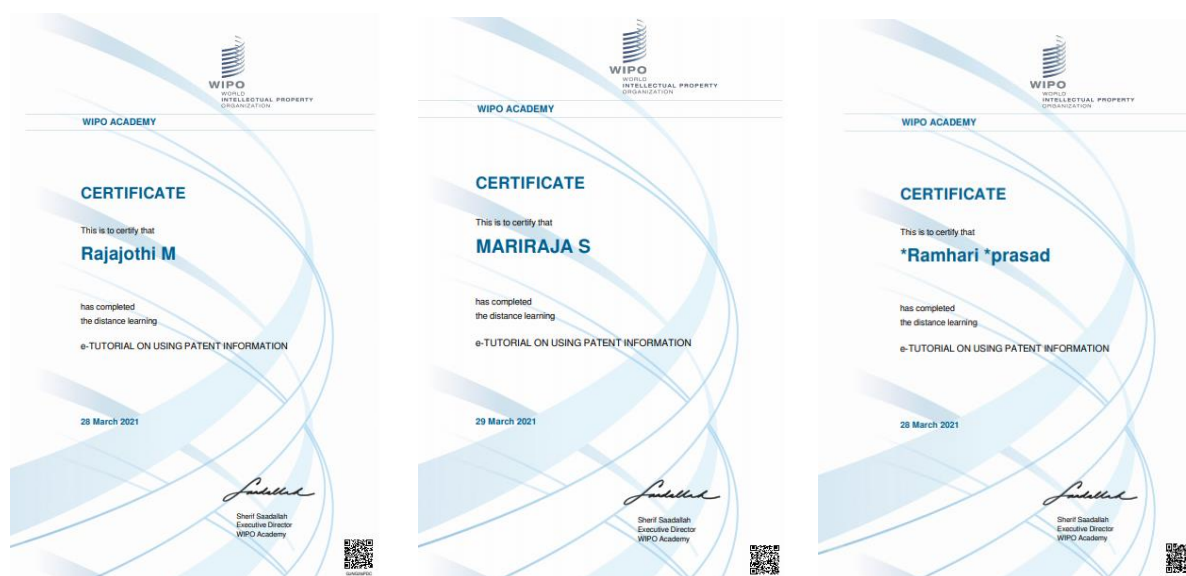 WIPO
WORLD
INTELLECTUAL PROPERTY
ORGANIZATION
WIPO ACADEMY
CERTIFICATE
This is to certify that
Rajajothi M
has completed
the distance learning
e-TUTORIAL ON USING PATENT INFORMATION
28 March 2021
Sherif Saadallah
Executive Director
WIPO Academy
WIPO
WORLD
INTELLECTUAL PROPERTY
ORGANIZATION
WIPO ACADEMY
CERTIFICATE
This is to certify that
MARIRAJA S
has completed
the distance learning
e-TUTORIAL ON USING PATENT INFORMATION
29 March 2021
Sherif Saadallah
Executive Director
WIPO Academy
WIPO
WORLD
INTELLECTUAL PROPERTY
ORGANIZATION
WIPO ACADEMY
CERTIFICATE
This is to certify that
*Ramhari *prasad
has completed
the distance learning
e-TUTORIAL ON USING PATENT INFORMATION
28 March 2021
Sherif Saadallah
Executive Director
WIPO Academy